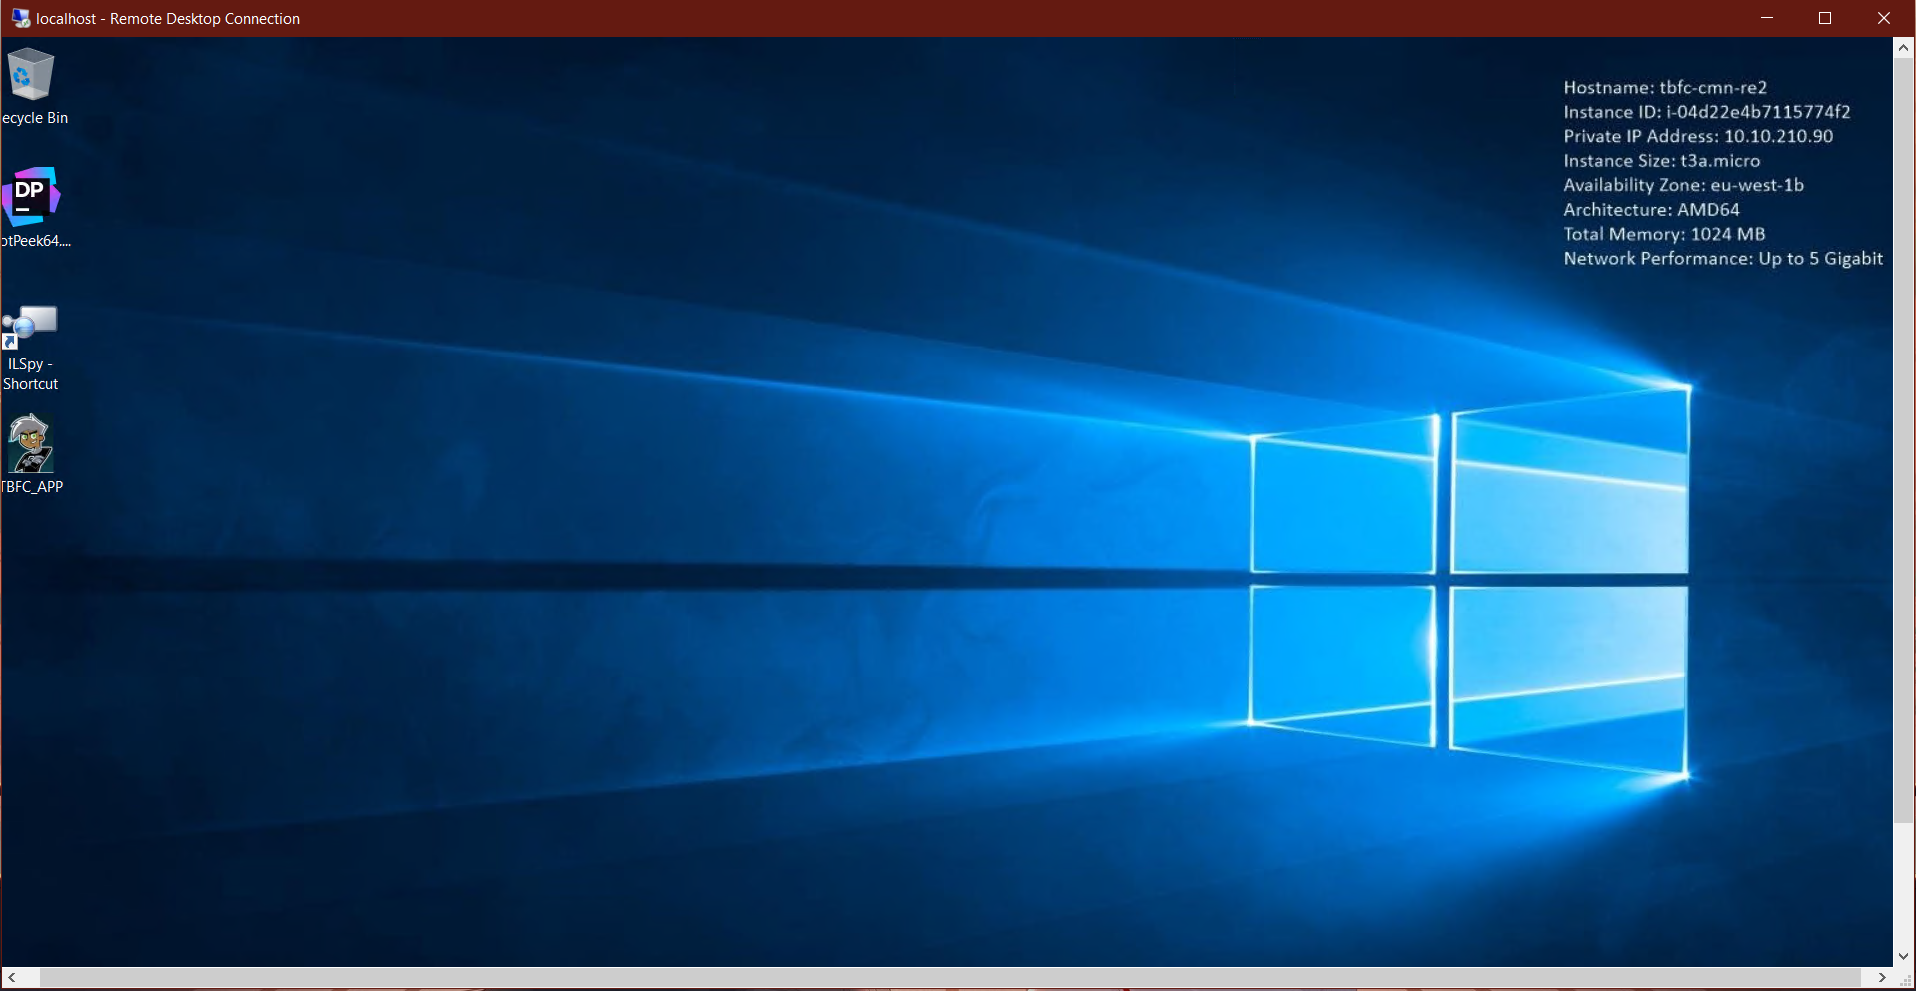 localhost - Remote Desktop Connection
Hostname: tbfc-cmn-re2
Instance ID: i-04d22e4b7115774f2
Private IP Address: 10.10.210.90
Instance Size: t3a.micro
Availability Zone: eu-west-1b
Architecture: AMD64
Total Memory: 1024 MB
Network Performance: Up to 5 Gigabit
ecycle Bin
DP
otPeek64....
ILSpy -
Shortcut
TBFC_APP